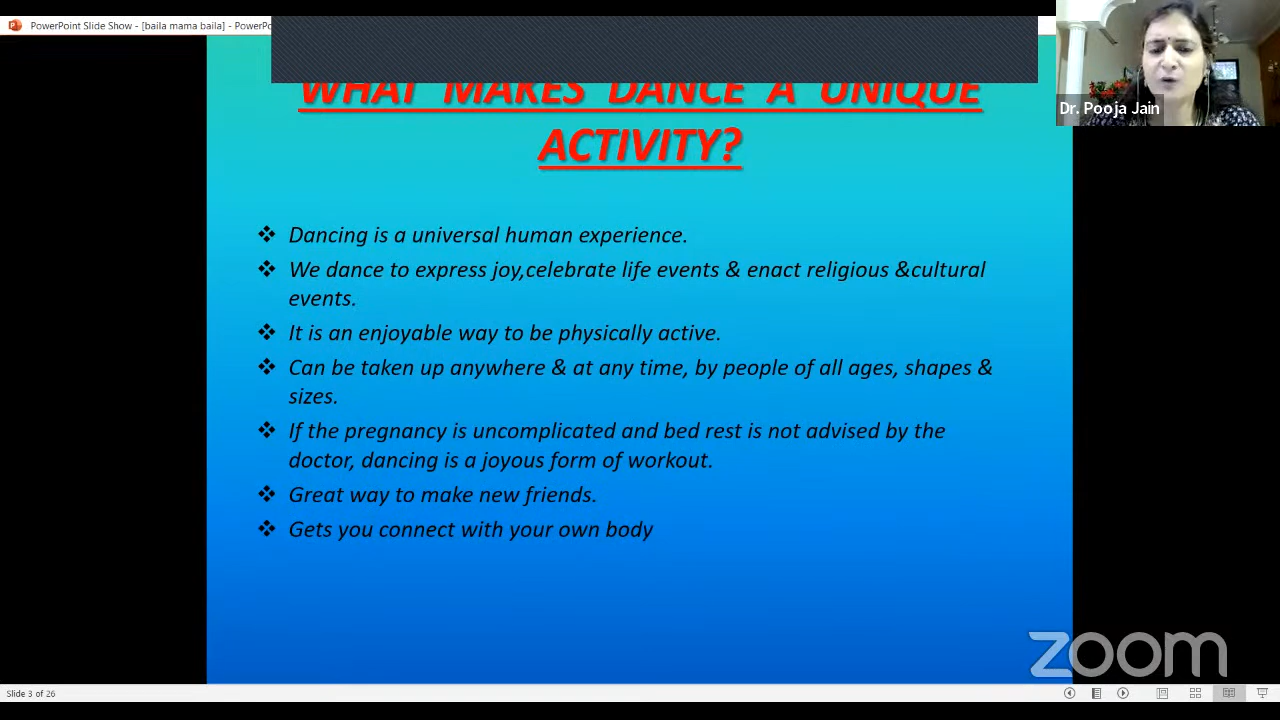 PowerPoint Slide Show - [baila mama baila] - PowerPo
WHAT MAKES DANCE A UNIQUE
ACTIVITY?
Dr. Pooja Jain
❖ Dancing is a universal human experience.
❖ We dance to express joy,celebrate life events & enact religious &cultural
events.
❖ It is an enjoyable way to be physically active.
❖ Can be taken up anywhere & at any time, by people of all ages, shapes &
sizes.
❖ If the pregnancy is uncomplicated and bed rest is not advised by the
doctor, dancing is a joyous form of workout.
❖ Great way to make new friends.
❖ Gets you connect with your own body
zoom
Slide 3 of 26